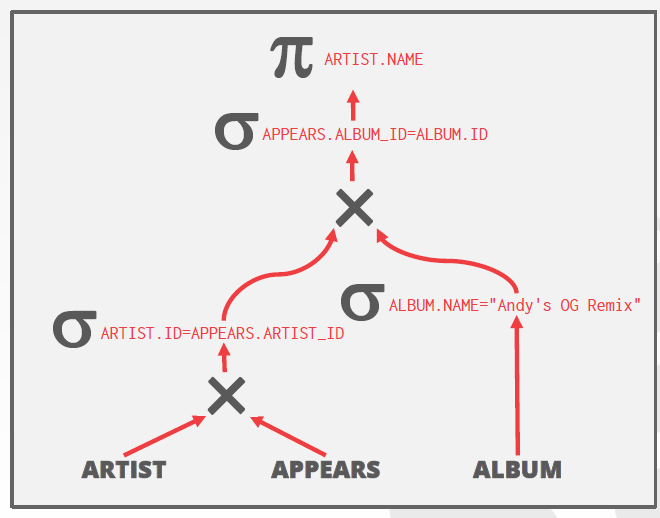 π ARTIST.NAME
σ APPEARS.ALBUM_ID=ALBUM.ID
×
σ ALBUM.NAME="Andy's OG Remix"
σ ARTIST.ID=APPEARS.ARTIST_ID
×
ARTIST APPEARS ALBUM